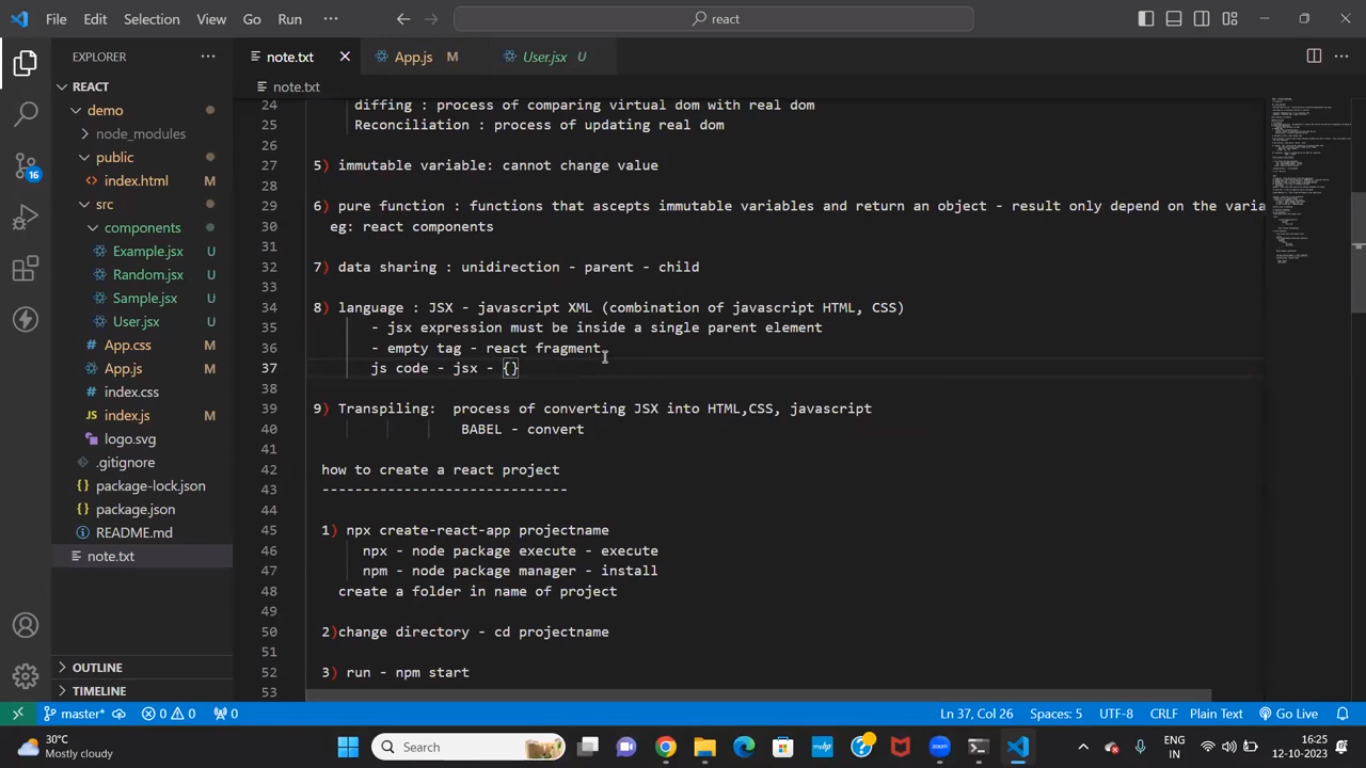 File Edit Selection View Go Run ··· react
EXPLORER ···
note.txt App.js M User.jsx U
REACT
note.txt
demo
node_modules
public
index.html M
src
components
Example.jsx U
Random.jsx U
Sample.jsx U
User.jsx U
App.css M
App.js M
index.css
index.js M
logo.svg
.gitignore
package-lock.json
package.json
README.md
note.txt
OUTLINE
TIMELINE
16
24 diffing : process of comparing virtual dom with real dom
25 Reconciliation : process of updating real dom
26
27 5) immutable variable: cannot change value
28
29 6) pure function : functions that accepts immutable variables and return an object - result only depend on the varia
30 eg: react components
31
32 7) data sharing : unidirection - parent - child
33
34 8) language : JSX - javascript XML (combination of javascript HTML, CSS)
35 - jsx expression must be inside a single parent element
36 - empty tag - react fragment
37 js code - jsx - {}
38
39 9) Transpiling: process of converting JSX into HTML,CSS, javascript
40 BABEL - convert
41
42 how to create a react project
43 ------------------------------
44
45 1) npx create-react-app projectname
46 npx - node package execute - execute
47 npm - node package manager - install
48 create a folder in name of project
49
50 2)change directory - cd projectname
51
52 3) run - npm start
53
master* 0 0 0 Ln 37, Col 26 Spaces: 5 UTF-8 CRLF Plain Text Go Live
30°C
Mostly cloudy
Search
zoom
ENG
IN
16:25
12-10-2023